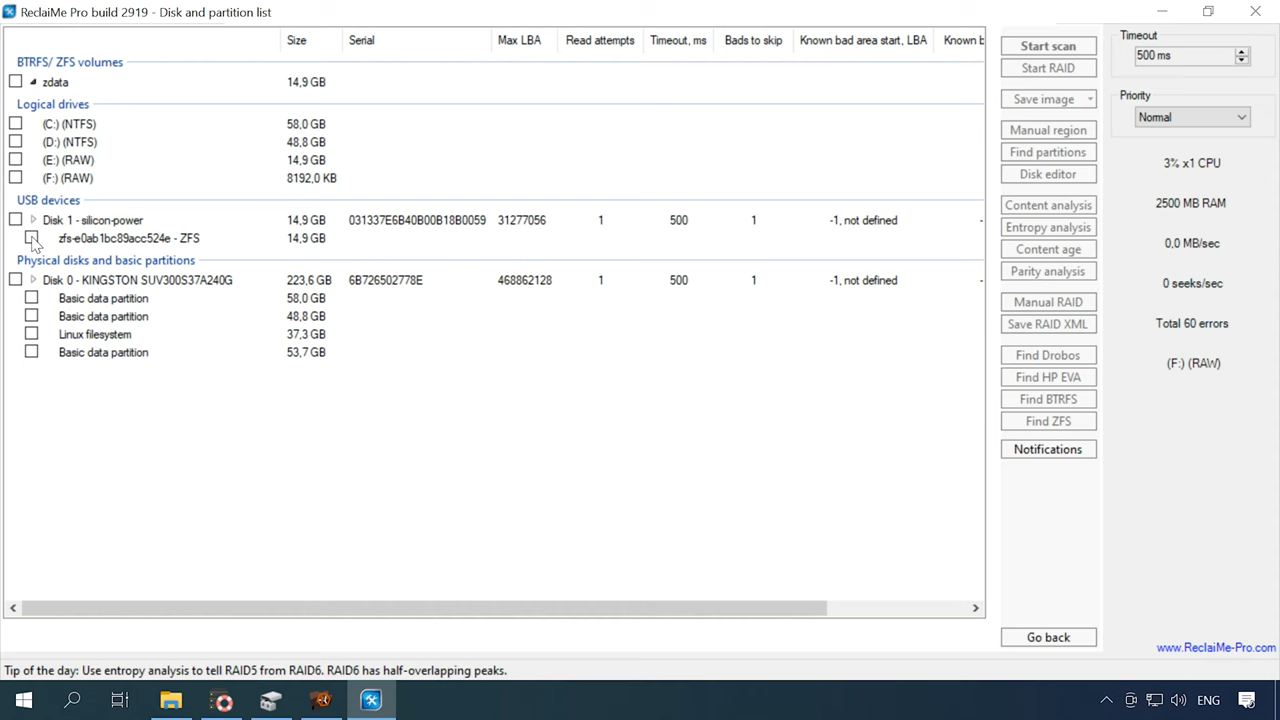 ReclaiMe Pro build 2919 - Disk and partition list
Size Serial Max LBA Read attempts Timeout, ms Bads to skip Known bad area start, LBA Known b
BTRFS/ ZFS volumes
zdata 14,9 GB
Logical drives
(C:) (NTFS) 58,0 GB
(D:) (NTFS) 48,8 GB
(E:) (RAW) 14,9 GB
(F:) (RAW) 8192,0 KB
USB devices
Disk 1 - silicon-power 14,9 GB 031337E6B40B00B18B0059 31277056 1 500 1 -1, not defined -
zfs-e0ab1bc89acc524e - ZFS 14,9 GB
Physical disks and basic partitions
Disk 0 - KINGSTON SUV300S37A240G 223,6 GB 6B726502778E 468862128 1 500 1 -1, not defined -
Basic data partition 58,0 GB
Basic data partition 48,8 GB
Linux filesystem 37,3 GB
Basic data partition 53,7 GB
Start scan
Start RAID
Save image
Manual region
Find partitions
Disk editor
Content analysis
Entropy analysis
Content age
Parity analysis
Manual RAID
Save RAID XML
Find Drobos
Find HP EVA
Find BTRFS
Find ZFS
Notifications
Go back
Timeout
500 ms
Priority
Normal
3% x1 CPU
2500 MB RAM
0,0 MB/sec
0 seeks/sec
Total 60 errors
(F:) (RAW)
www.ReclaiMe-Pro.com
Tip of the day: Use entropy analysis to tell RAID5 from RAID6. RAID6 has half-overlapping peaks.
ENG